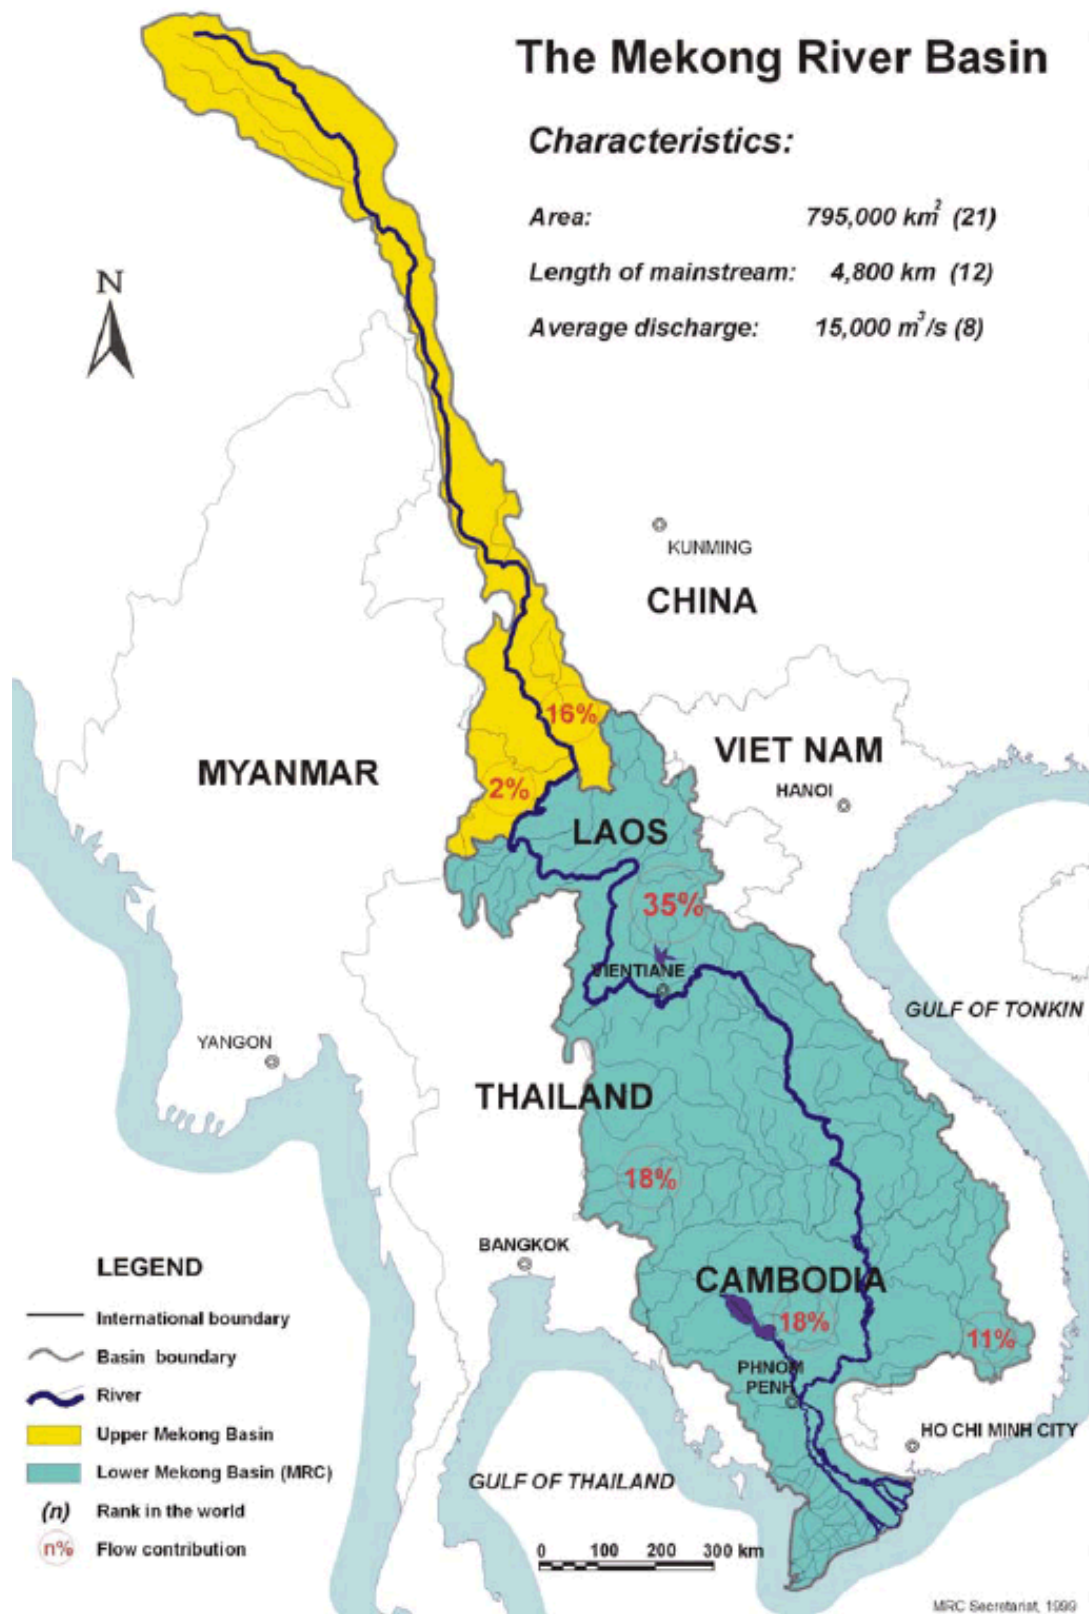 The Mekong River Basin
Characteristics:
Area: 795,000 km² (21)
Length of mainstream: 4,800 km (12)
Average discharge: 15,000 m³/s (8)
N
KUNMING
CHINA
16%
VIET NAM
MYANMAR
2%
HANOI
LAOS
35%
VIENTIANE
GULF OF TONKIN
YANGON
THAILAND
18%
BANGKOK
CAMBODIA
18%
11%
PHNOM
PENH
HO CHI MINH CITY
GULF OF THAILAND
LEGEND
International boundary
Basin boundary
River
Upper Mekong Basin
Lower Mekong Basin (MRC)
(n) Rank in the world
n% Flow contribution
0 100 200 300 km
MRC Secretariat, 1999